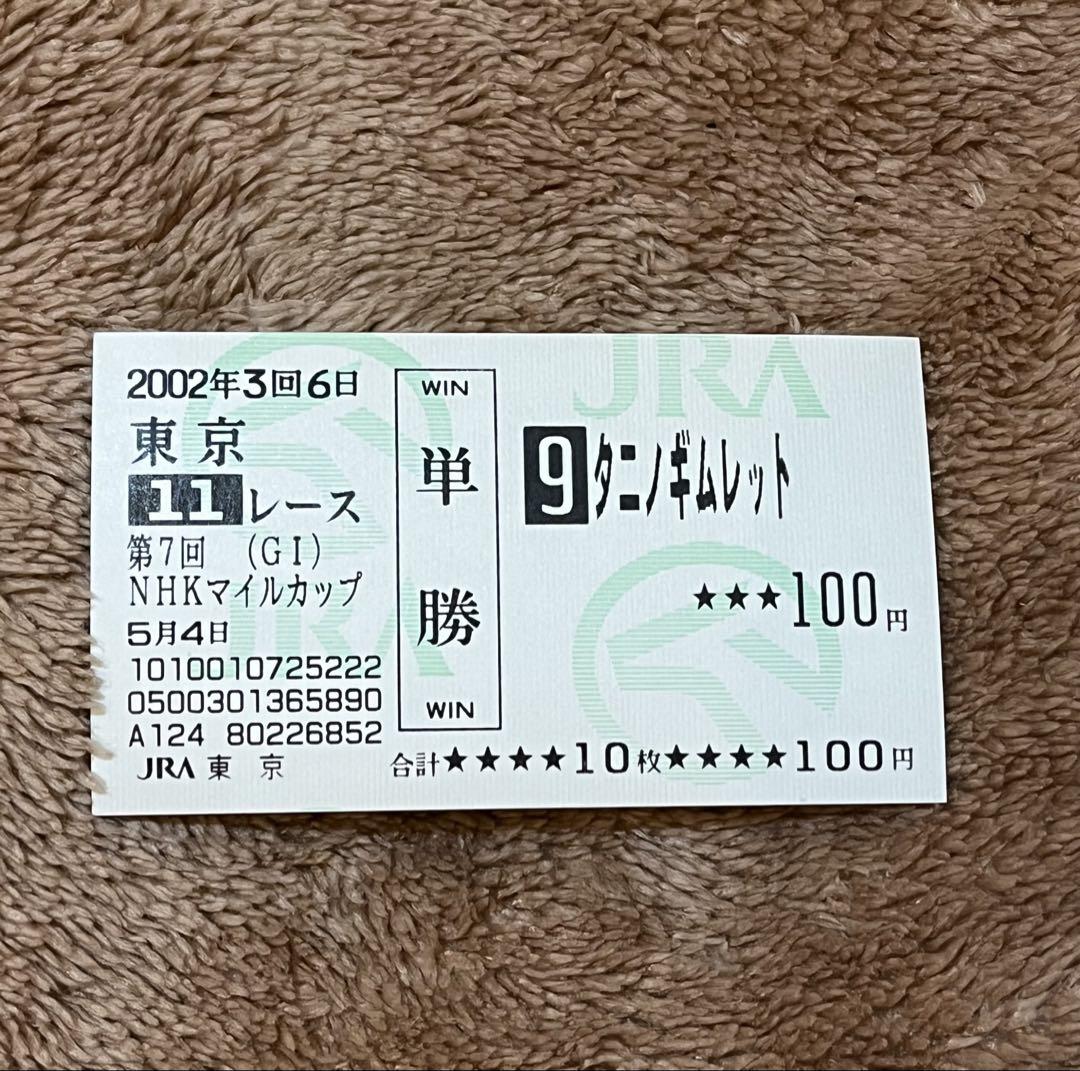 2002年3回6日
東京
11レース
第7回 (GI)
NHKマイルカップ
5月4日
1010010725222
0500301365890
A124 80226852
JRA 東 京
WIN
単
勝
WIN
JRA
9タニノギムレット
★★★100円
合計★★★★10枚★★★★100円
JRA